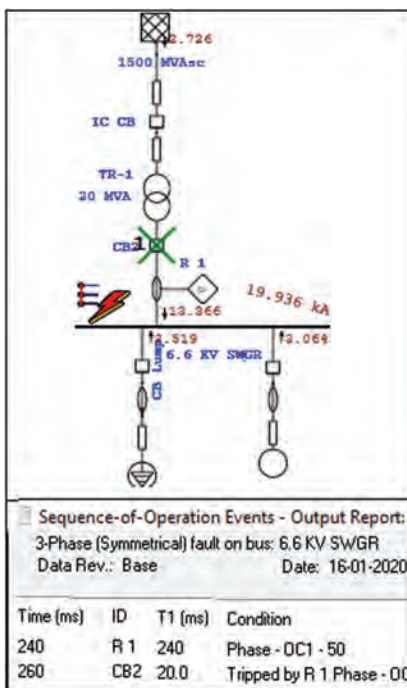 2.726
1500 MVAsc
IC CB
TR-1
20 MVA
CB2
1
R 1
19.936 kA
13.366
2.519
3.064
6.6 KV SWGR
CB Lump
Sequence-of-Operation Events - Output Report:
3-Phase (Symmetrical) fault on bus: 6.6 KV SWGR
Data Rev.: Base Date: 16-01-2020
Time (ms) ID T1 (ms) Condition
240 R 1 240 Phase - OC1 - 50
260 CB2 20.0 Tripped by R 1 Phase - OC